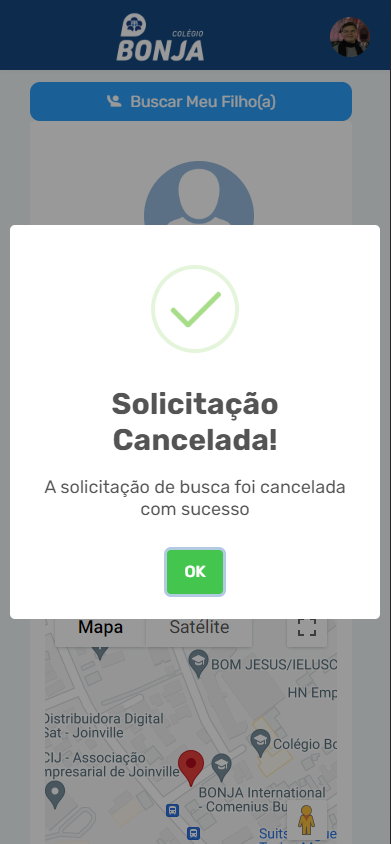 COLÉGIO
BONJA
Buscar Meu Filho(a)
Solicitação
Cancelada!
A solicitação de busca foi cancelada
com sucesso
OK
Mapa
Satélite
BOM JESUS/IELUSC
HN Emp
Distribuidora Digital
Sat - Joinville
Colégio Bo
CIJ - Associação
mpresarial de Joinville
BONJA International
- Comenius Bu
Suits